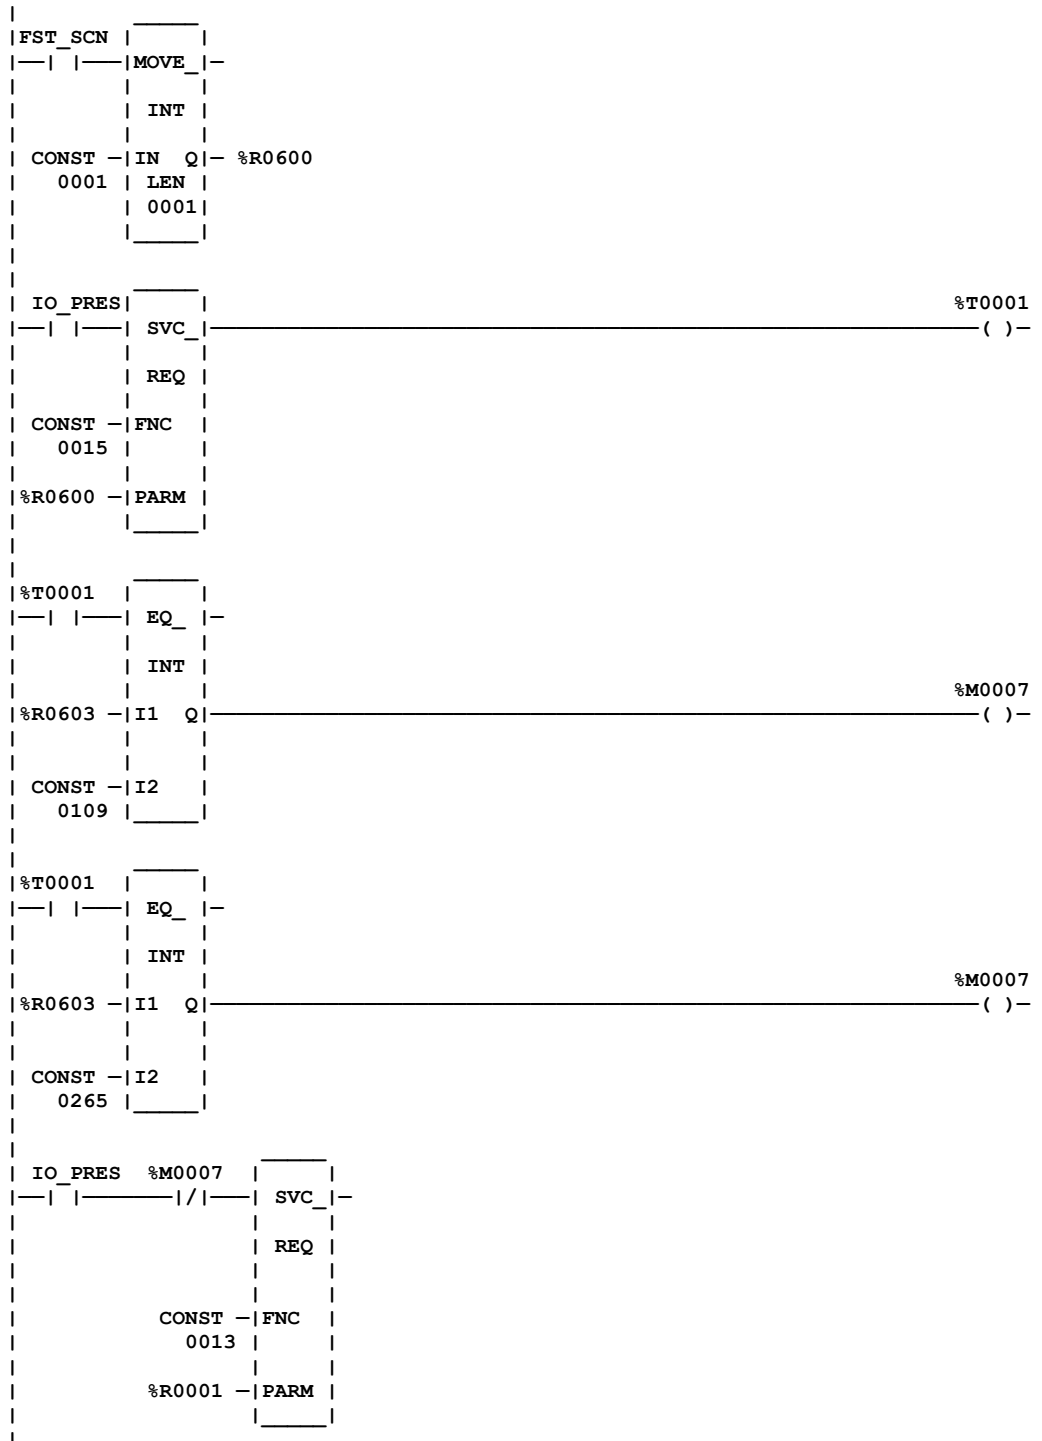 FST_SCN
MOVE_
INT
CONST IN Q %R0600
0001 LEN
0001
IO_PRES %T0001
SVC_ ( )
REQ
CONST FNC
0015
%R0600 PARM
%T0001
EQ_
INT
%M0007
%R0603 I1 Q ( )
CONST I2
0109
%T0001
EQ_
INT
%M0007
%R0603 I1 Q ( )
CONST I2
0265
IO_PRES %M0007
|/| SVC_
REQ
CONST FNC
0013
%R0001 PARM